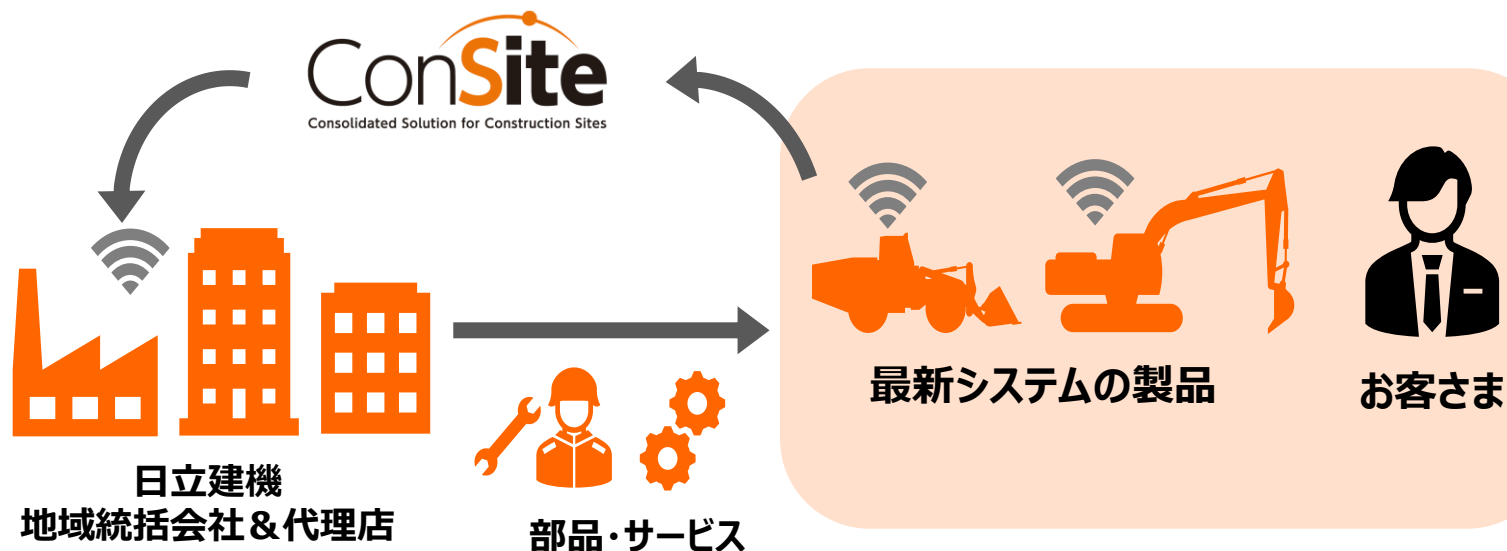 ConSite
Consolidated Solution for Construction Sites
最新システムの製品
お客さま
日立建機
地域統括会社＆代理店
部品・サービス